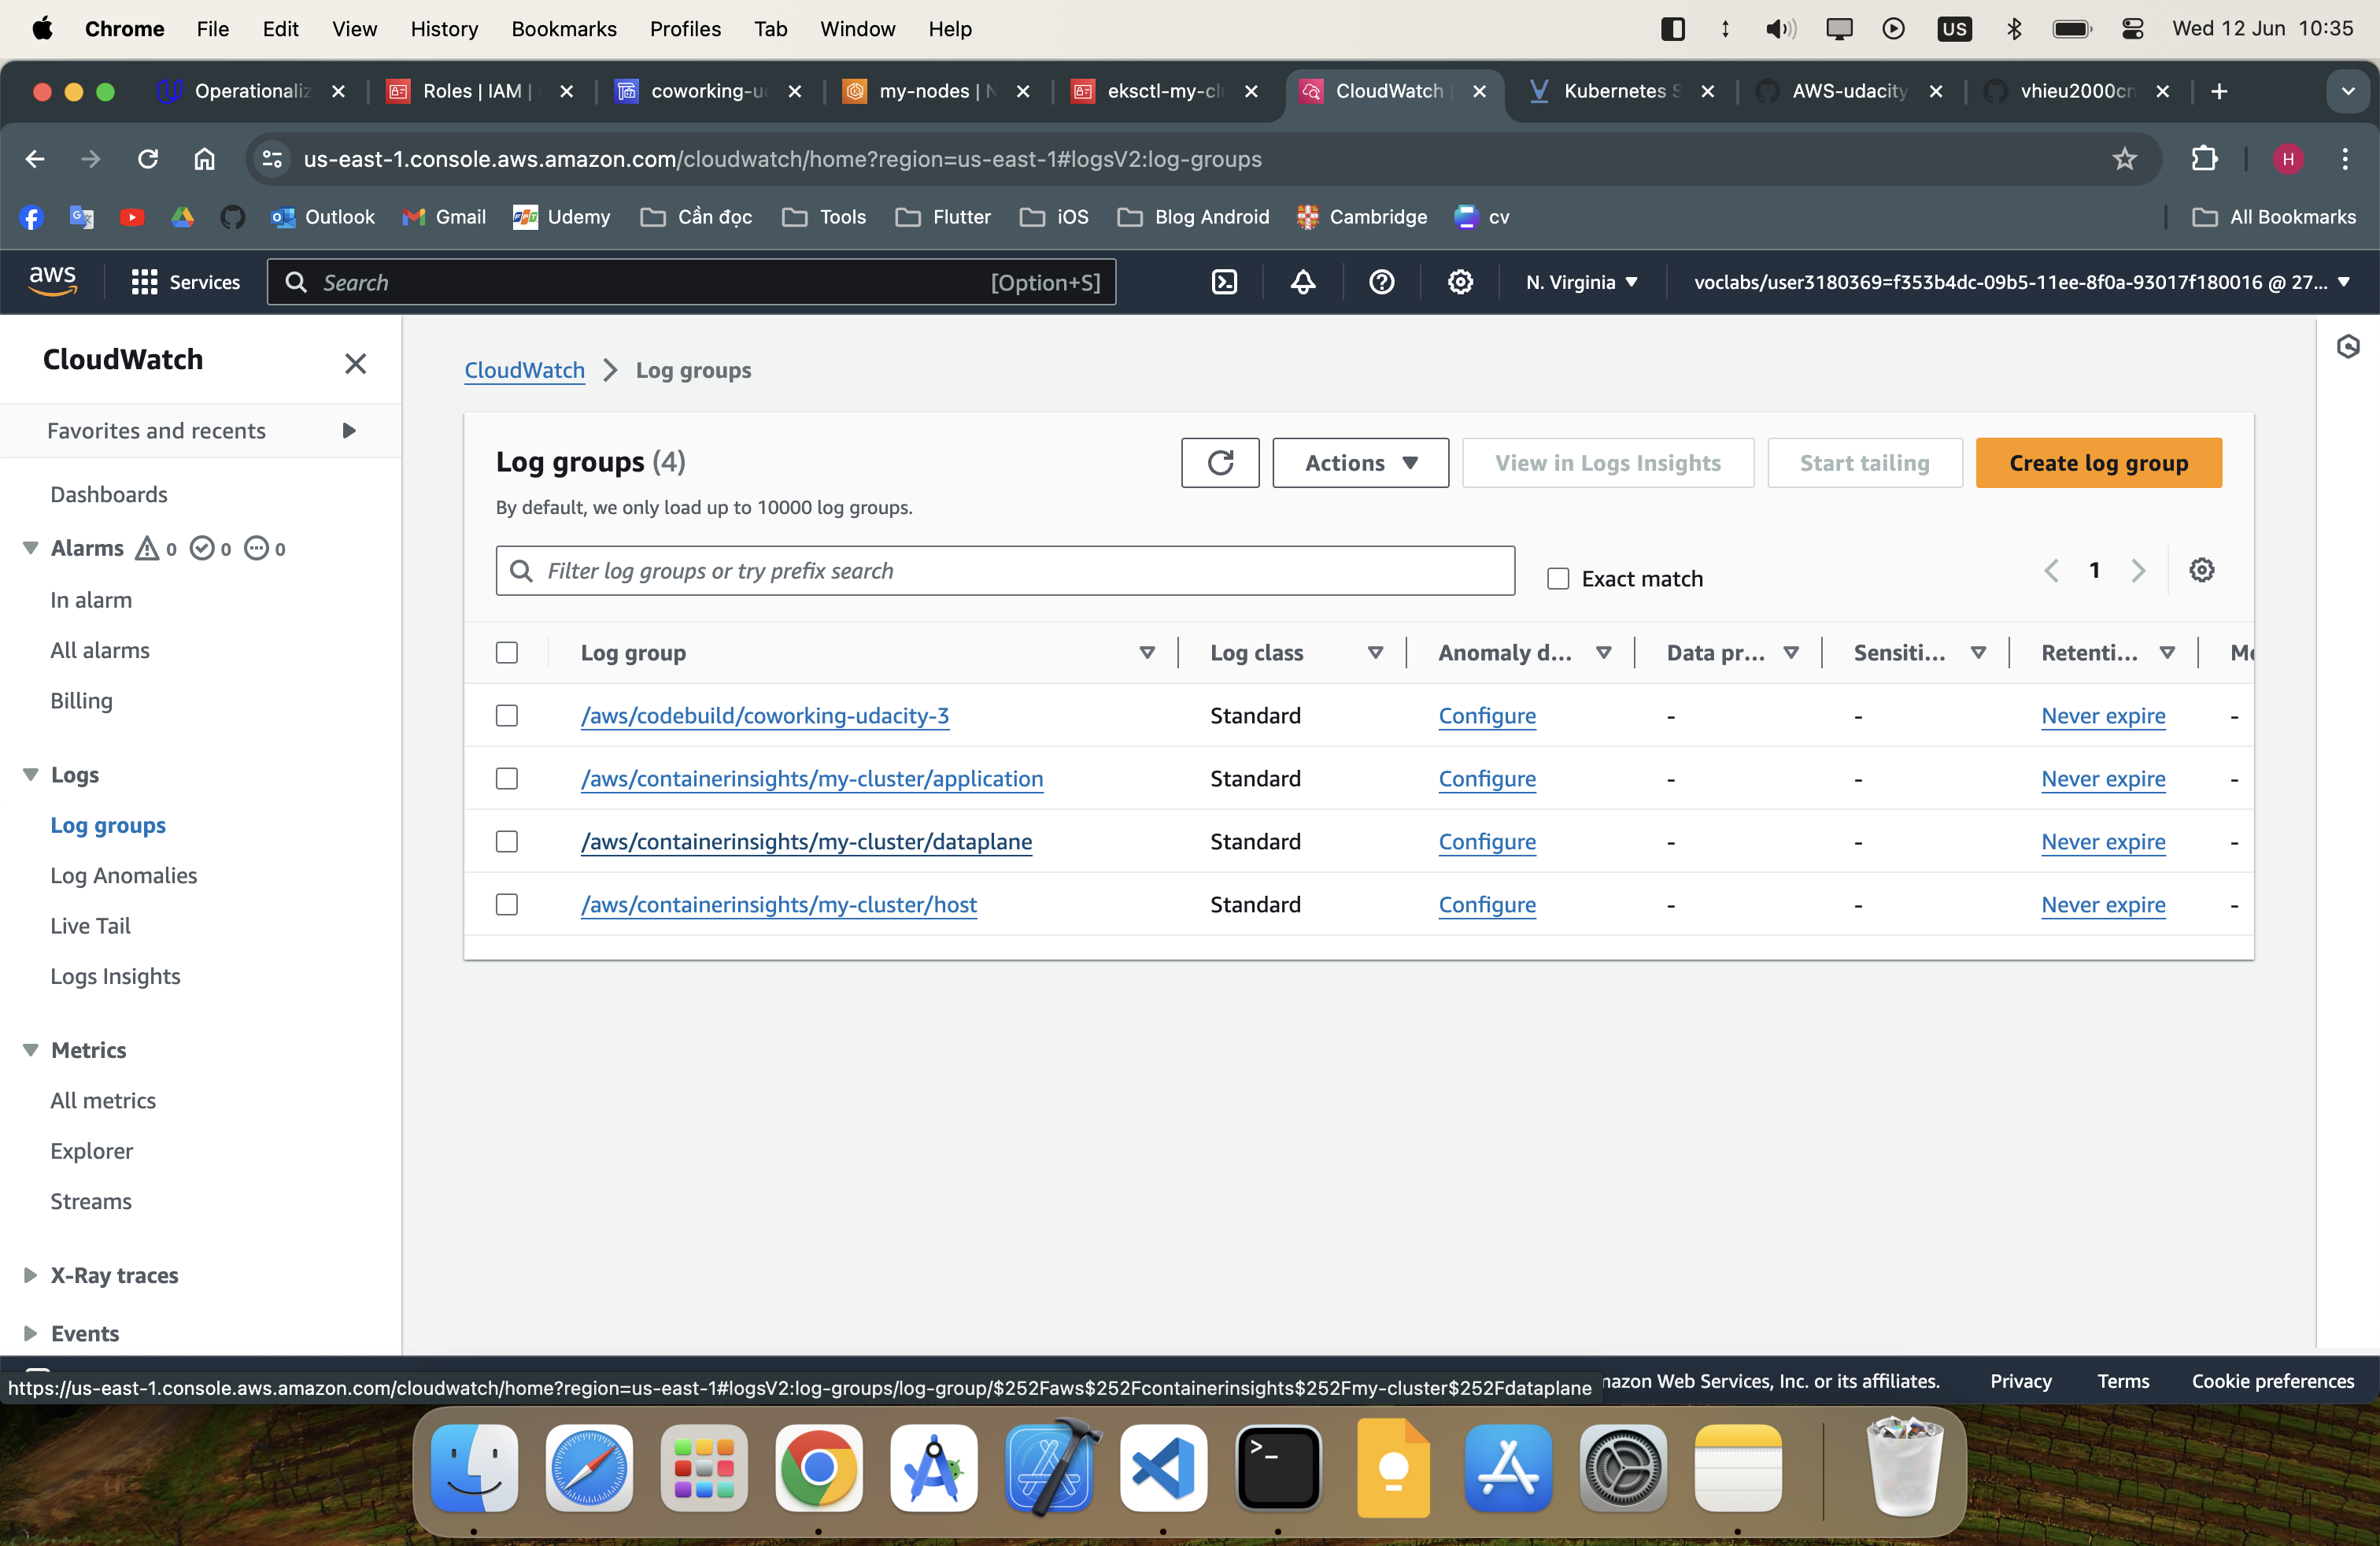 Chrome File Edit View History Bookmarks Profiles Tab Window Help US Wed 12 Jun 10:35
Operationaliz Roles | IAM | coworking-u my-nodes | N eksctl-my-cl CloudWatch Kubernetes S AWS-udacity vhieu2000cn
us-east-1.console.aws.amazon.com/cloudwatch/home?region=us-east-1#logsV2:log-groups H
Outlook Gmail Udemy Cần đọc Tools Flutter iOS Blog Android Cambridge cv All Bookmarks
aws Services Search [Option+S] N. Virginia voclabs/user3180369=f353b4dc-09b5-11ee-8f0a-93017f180016 @ 27...
CloudWatch
Favorites and recents
Dashboards
Alarms 0 0 0
In alarm
All alarms
Billing
Logs
Log groups
Log Anomalies
Live Tail
Logs Insights
Metrics
All metrics
Explorer
Streams
X-Ray traces
Events
CloudWatch Log groups
Log groups (4) Actions View in Logs Insights Start tailing Create log group
By default, we only load up to 10000 log groups.
Filter log groups or try prefix search Exact match 1
Log group Log class Anomaly d... Data pr... Sensiti... Retenti...
/aws/codebuild/coworking-udacity-3 Standard Configure - - Never expire -
/aws/containerinsights/my-cluster/application Standard Configure - - Never expire -
/aws/containerinsights/my-cluster/dataplane Standard Configure - - Never expire -
/aws/containerinsights/my-cluster/host Standard Configure - - Never expire -
https://us-east-1.console.aws.amazon.com/cloudwatch/home?region=us-east-1#logsV2:log-groups/log-group/$252Faws$252Fcontainerinsights$252Fmy-cluster$252Fdataplane mazon Web Services, Inc. or its affiliates. Privacy Terms Cookie preferences